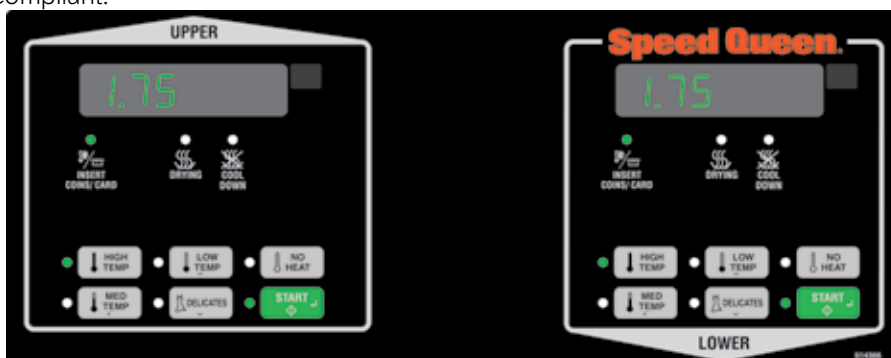 compliant.
UPPER
1.75
INSERT
COINS/CARD
DRYING
COOL
DOWN
HIGH
TEMP
LOW
TEMP
NO
HEAT
MED
TEMP
DELICATES
START
Speed Queen.
1.75
INSERT
COINS/CARD
DRYING
COOL
DOWN
HIGH
TEMP
LOW
TEMP
NO
HEAT
MED
TEMP
DELICATES
START
LOWER